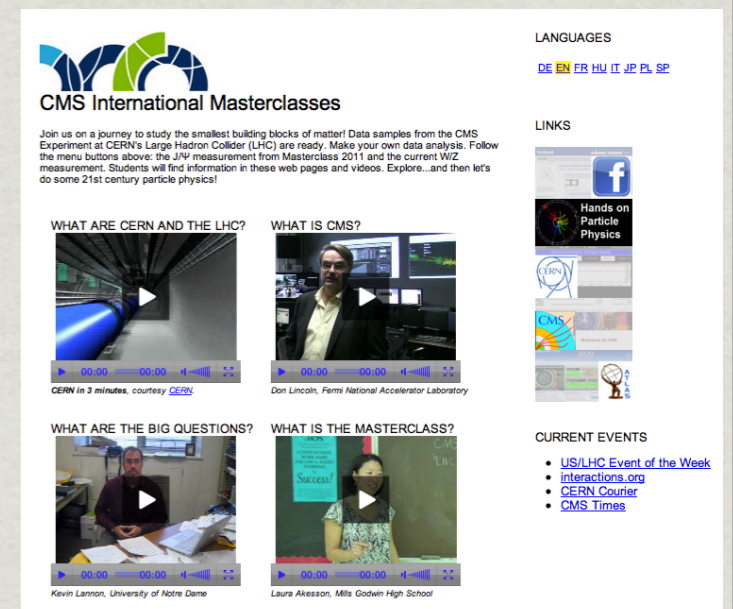 CMS International Masterclasses
Join us on a journey to study the smallest building blocks of matter! Data samples from the CMS
Experiment at CERN's Large Hadron Collider (LHC) are ready. Make your own data analysis. Follow
the menu buttons above: the J/Ψ measurement from Masterclass 2011 and the current W/Z
measurement. Students will find information in these web pages and videos. Explore...and then let's
do some 21st century particle physics!
WHAT ARE CERN AND THE LHC?
00:00 00:00
CERN in 3 minutes, courtesy CERN.
WHAT IS CMS?
00:00 00:00
Don Lincoln, Fermi National Accelerator Laboratory
WHAT ARE THE BIG QUESTIONS?
00:00 00:00
Kevin Lannon, University of Notre Dame
WHAT IS THE MASTERCLASS?
Success!
CMS
LHC
00:00 00:00
Laura Akesson, Mills Godwin High School
LANGUAGES
DE EN FR HU IT JP PL SP
LINKS
f
Hands on
Particle
Physics
CERN
CMS
ATLAS
CURRENT EVENTS
US/LHC Event of the Week
interactions.org
CERN Courier
CMS Times